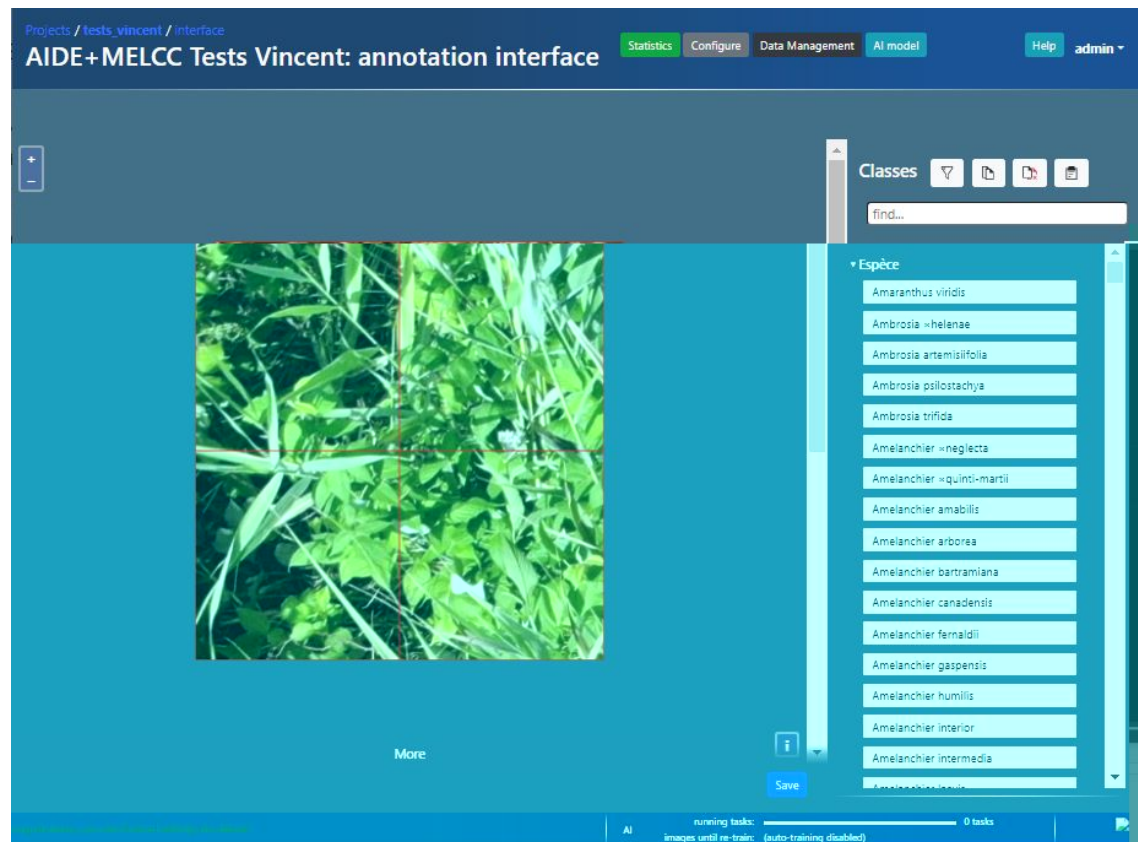 Projects / tests_vincent / interface
AIDE+MELCC Tests Vincent: annotation interface
Statistics
Configure
Data Management
AI model
Help
admin
+
−
Classes
find...
Espèce
Amaranthus viridis
Ambrosia ×helenae
Ambrosia artemisiifolia
Ambrosia psilostachya
Ambrosia trifida
Amelanchier ×neglecta
Amelanchier ×quinti-martii
Amelanchier amabilis
Amelanchier arborea
Amelanchier bartramiana
Amelanchier canadensis
Amelanchier fernaldii
Amelanchier gaspensis
Amelanchier humilis
Amelanchier interior
Amelanchier intermedia
More
i
Save
AI
running tasks:
0 tasks
images until re-train:
(auto-training disabled)